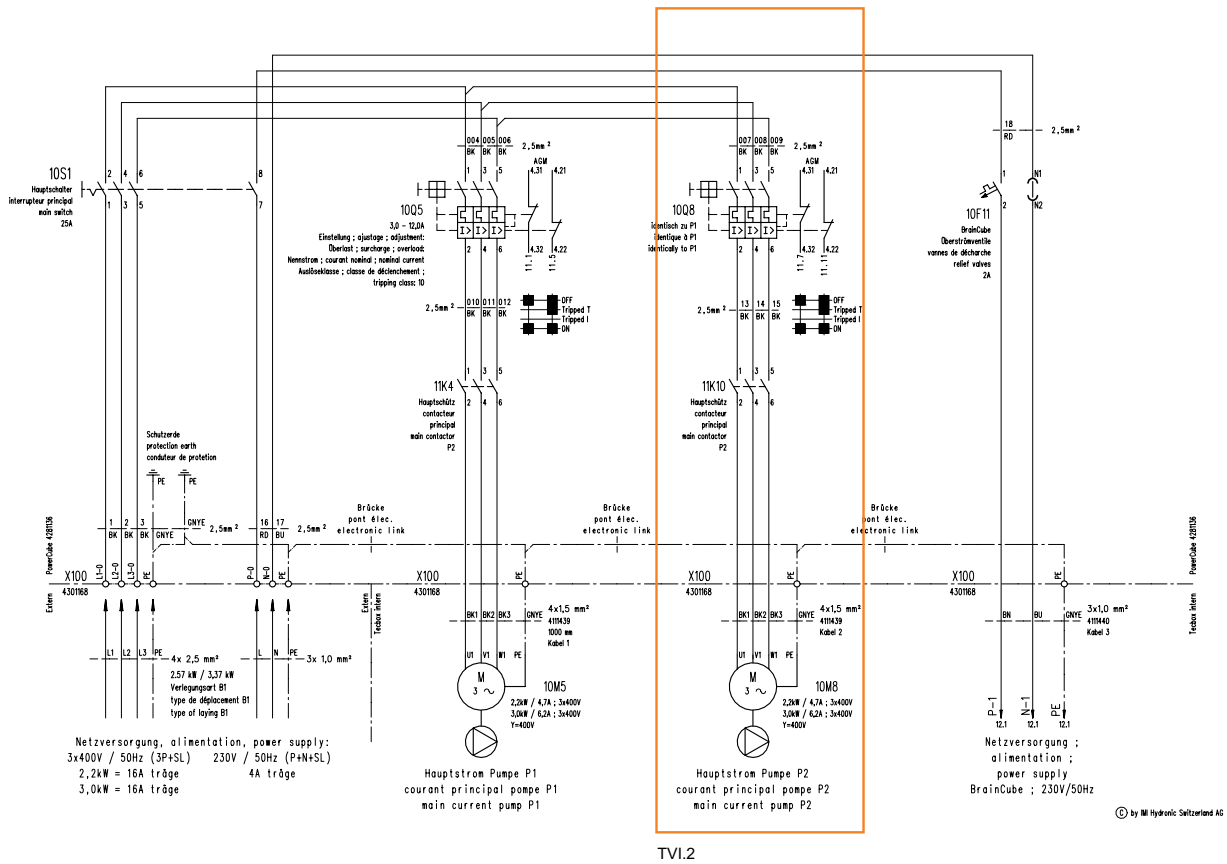 004 005 006
BK BK BK
2,5mm²
007 008 009
BK BK BK
2,5mm²
18
RD
2,5mm²
AGM
4.31 4.21
AGM
4.31 4.21
10S1
Hauptschalter
interrupteur principal
main switch
25A
2 4 6
1 3 5
8
7
1 3 5
10Q5
3,0 - 12,0A
Einstellung ; ajustage ; adjustment:
Überlast ; surcharge ; overload:
Nennstrom ; courant nominal ; nominal current
Auslöseklasse ; classe de déclenchement ;
tripping class: 10
I> I> I>
2 4 6
4.32 4.22
11.1 11.5
1 3 5
10Q8
identisch zu P1
identique à P1
identically to P1
I> I> I>
2 4 6
4.32 4.22
11.7 11.11
1
2
10F11
BrainCube
Überströmventile
vannes de décharche
relief valves
2A
N1
N2
2,5mm²
010 011 012
BK BK BK
OFF
Tripped T
Tripped I
ON
2,5mm²
13 14 15
BK BK BK
OFF
Tripped T
Tripped I
ON
1 3 5
11K4
2 4 6
Hauptschütz
contacteur
principal
main contactor
P2
1 3 5
11K10
2 4 6
Hauptschütz
contacteur
principal
main contactor
P2
Schutzerde
protection earth
conduteur de protetion
PE PE
1 2 3
BK BK BK GNYE
GNYE
2,5mm²
16 17
RD BU
2,5mm²
Brücke
pont élec.
electronic link
Brücke
pont élec.
electronic link
Brücke
pont élec.
electronic link
PowerCube 4281136
PowerCube 4281136
X100
4301168
L1-0 L2-0 L3-0 PE
P-0 N-0 PE
X100
4301168
PE
X100
4301168
PE
X100
4301168
PE
Extern
Extern
Tecbox intern
Tecbox intern
BK1 BK2 BK3 GNYE
4x1,5 mm²
4111439
1000 mm
Kabel 1
BK1 BK2 BK3 GNYE
4x1,5 mm²
4111439
Kabel 2
BN BU GNYE
3x1,0 mm²
4111440
Kabel 3
L1 L2 L3 PE
4x 2,5 mm²
2,57 kW / 3,37 kW
Verlegungsart B1
type de déplacement B1
type of laying B1
L N PE
3x 1,0 mm²
U1 V1 W1 PE
M
3 ~
10M5
2,2kW / 4,7A ; 3x400V
3,0kW / 6,2A ; 3x400V
Y=400V
U1 V1 W1 PE
M
3 ~
10M8
2,2kW / 4,7A ; 3x400V
3,0kW / 6,2A ; 3x400V
Y=400V
P-1 N-1 PE
12.1 12.1 12.1
Netzversorgung, alimentation, power supply:
3x400V / 50Hz (3P+SL) 230V / 50Hz (P+N+SL)
2,2kW = 16A träge 4A träge
3,0kW = 16A träge
Hauptstrom Pumpe P1
courant principal pompe P1
main current pump P1
Hauptstrom Pumpe P2
courant principal pompe P2
main current pump P2
Netzversorgung ;
alimentation ;
power supply
BrainCube ; 230V/50Hz
© by IMI Hydronic Switzerland AG
TVI.2